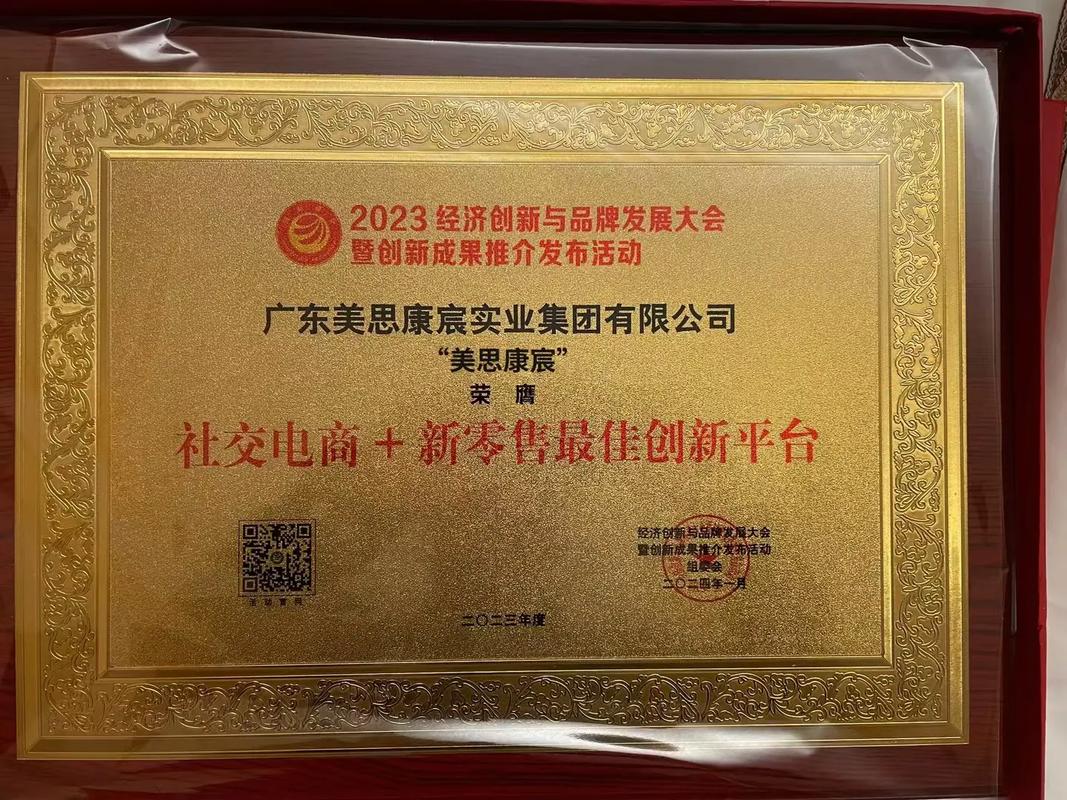 2023经济创新与品牌发展大会
暨创新成果推介发布活动
广东美思康宸实业集团有限公司
“美思康宸”
荣 膺
社交电商＋新零售最佳创新平台
经济创新与品牌发展大会
暨创新成果推介发布活动
组委会
二〇二四年一月
二〇二三年度